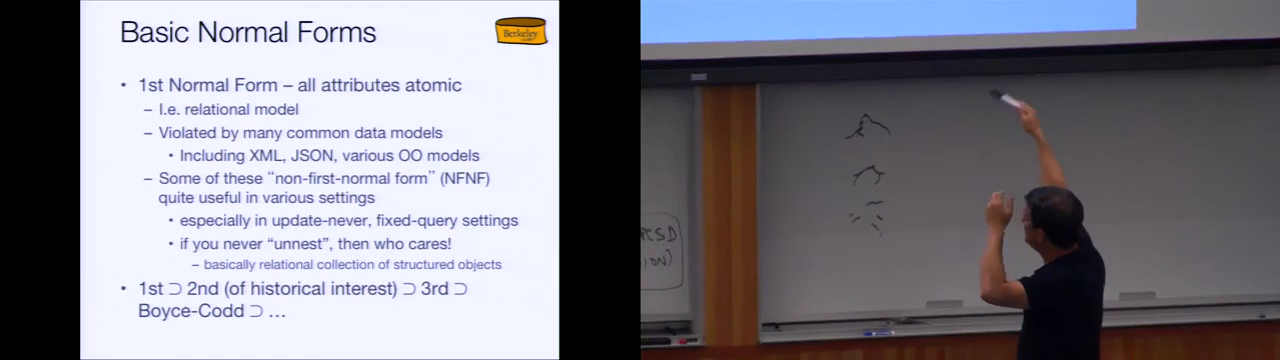 Basic Normal Forms
Berkeley
• 1st Normal Form – all attributes atomic
– I.e. relational model
– Violated by many common data models
• Including XML, JSON, various OO models
– Some of these “non-first-normal form” (NFNF)
quite useful in various settings
• especially in update-never, fixed-query settings
• if you never “unnest”, then who cares!
– basically relational collection of structured objects
• 1st ⊃ 2nd (of historical interest) ⊃ 3rd ⊃
Boyce-Codd ⊃ …